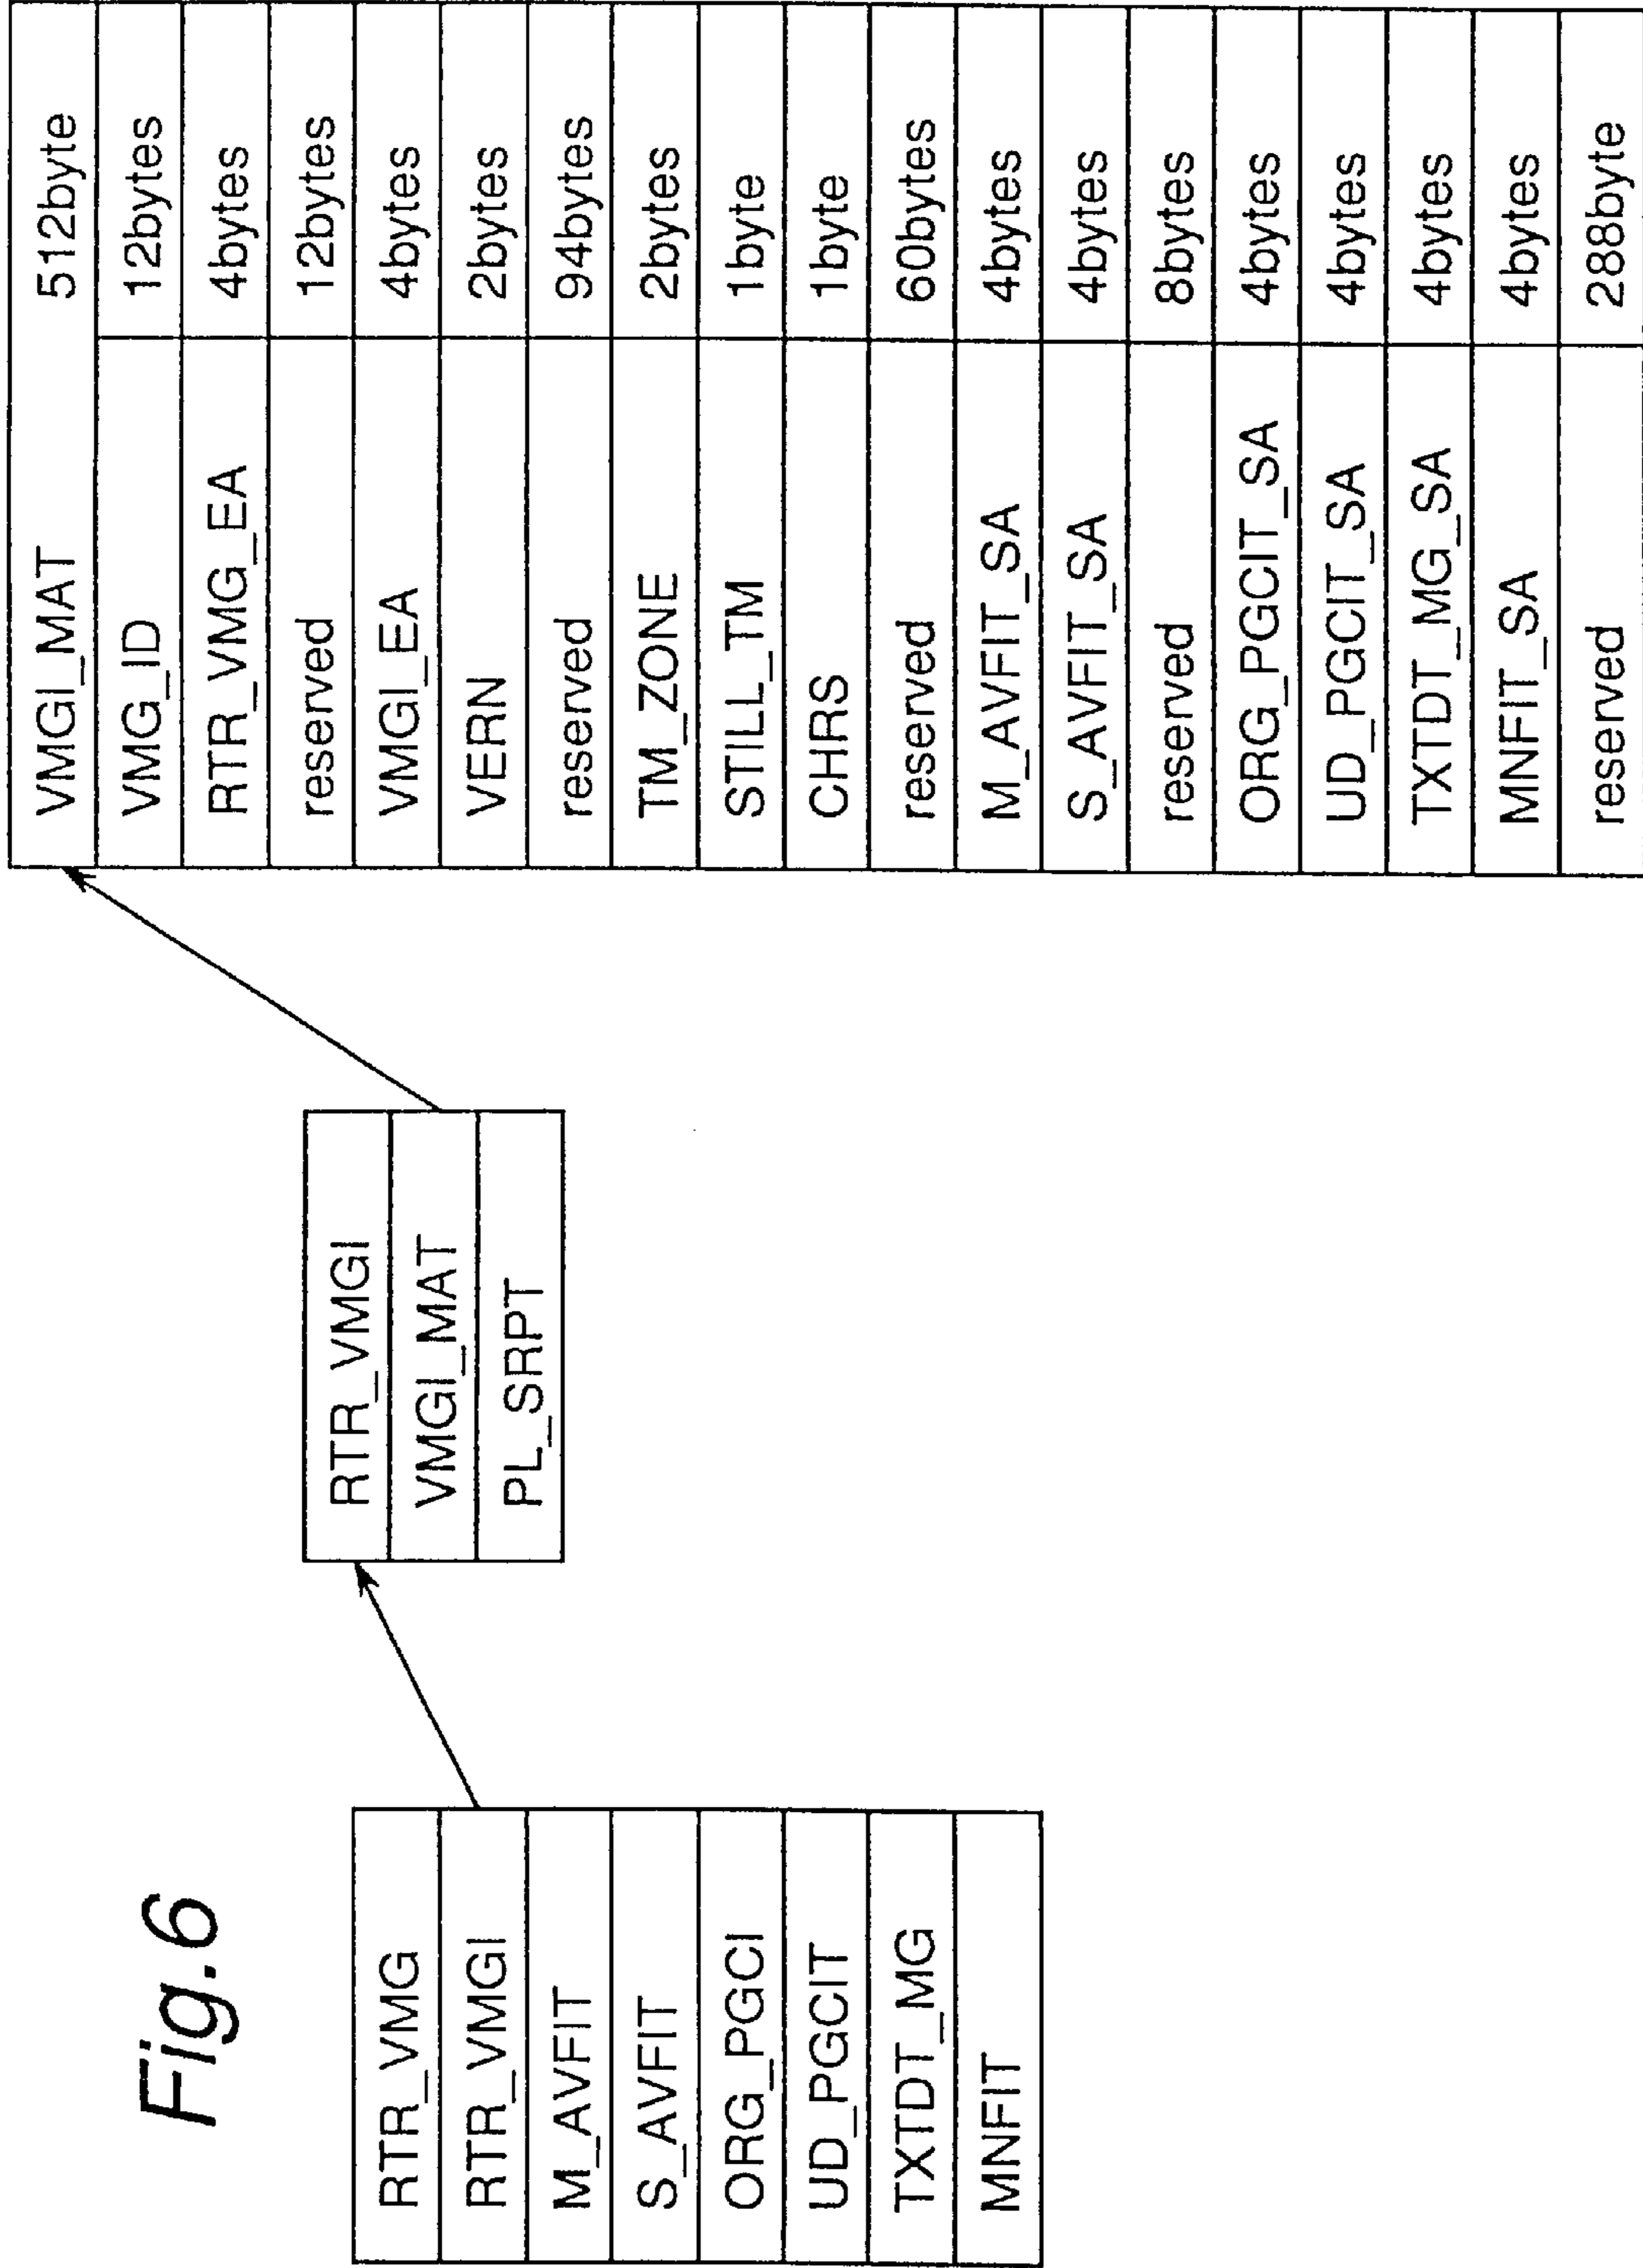 Fig.6
RTR_VMG
RTR_VMGI
M_AVFIT
S_AVFIT
ORG_PGCI
UD_PGCIT
TXTDT_MG
MNFIT
RTR_VMGI
VMGI_MAT
PL_SRPT
VMGI_MAT 512byte
VMG_ID 12bytes
RTR_VMG_EA 4bytes
reserved 12bytes
VMGI_EA 4bytes
VERN 2bytes
reserved 94bytes
TM_ZONE 2bytes
STILL_TM 1byte
CHRS 1byte
reserved 60bytes
M_AVFIT_SA 4bytes
S_AVFIT_SA 4bytes
reserved 8bytes
ORG_PGCIT_SA 4bytes
UD_PGCIT_SA 4bytes
TXTDT_MG_SA 4bytes
MNFIT_SA 4bytes
reserved 288byte